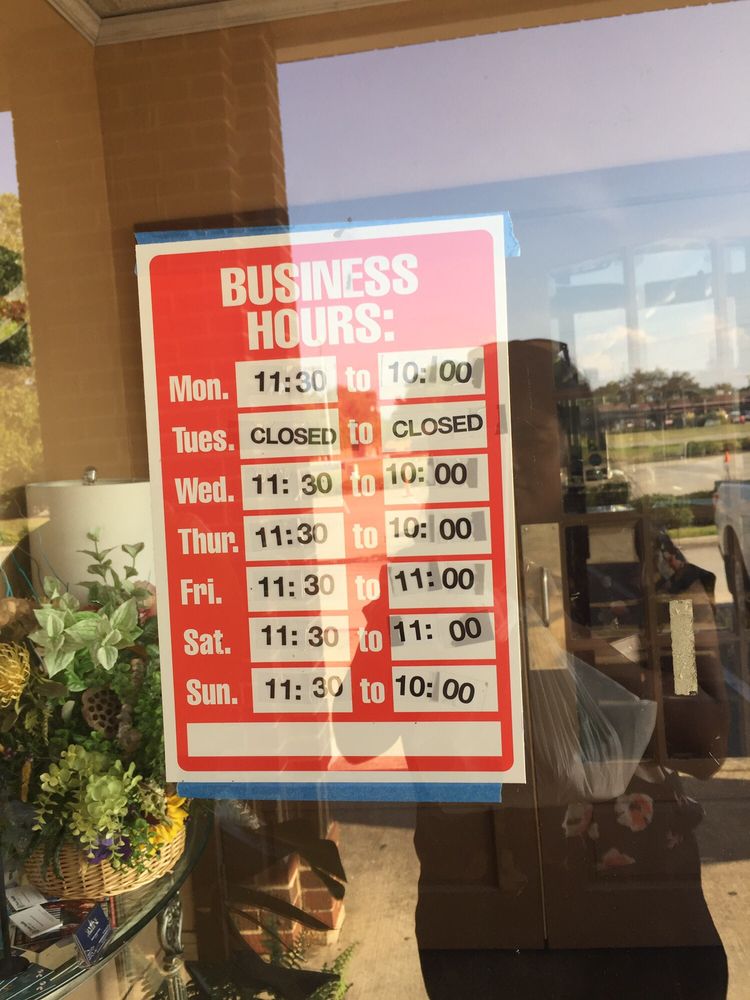 BUSINESS
HOURS:
Mon. 11:30 to 10:00
Tues. CLOSED to CLOSED
Wed. 11:30 to 10:00
Thur. 11:30 to 10:00
Fri. 11:30 to 11:00
Sat. 11:30 to 11:00
Sun. 11:30 to 10:00